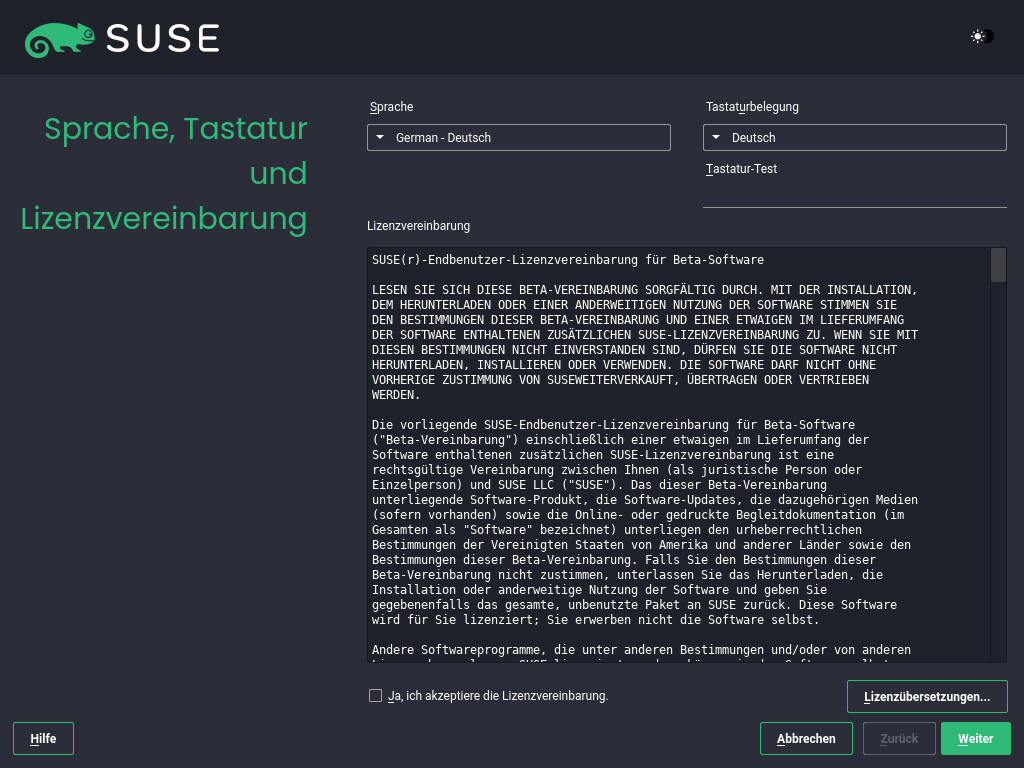 SUSE
Sprache, Tastatur
und
Lizenzvereinbarung
Sprache
German - Deutsch
Tastaturbelegung
Deutsch
Tastatur-Test
Lizenzvereinbarung
SUSE(r)-Endbenutzer-Lizenzvereinbarung für Beta-Software
LESEN SIE SICH DIESE BETA-VEREINBARUNG SORGFÄLTIG DURCH. MIT DER INSTALLATION,
DEM HERUNTERLADEN ODER EINER ANDERWEITIGEN NUTZUNG DER SOFTWARE STIMMEN SIE
DEN BESTIMMUNGEN DIESER BETA-VEREINBARUNG UND EINER ETWAIGEN IM LIEFERUMFANG
DER SOFTWARE ENTHALTENEN ZUSÄTZLICHEN SUSE-LIZENZVEREINBARUNG ZU. WENN SIE MIT
DIESEN BESTIMMUNGEN NICHT EINVERSTANDEN SIND, DÜRFEN SIE DIE SOFTWARE NICHT
HERUNTERLADEN, INSTALLIEREN ODER VERWENDEN. DIE SOFTWARE DARF NICHT OHNE
VORHERIGE ZUSTIMMUNG VON SUSEWEITERVERKAUFT, ÜBERTRAGEN ODER VERTRIEBEN
WERDEN.
Die vorliegende SUSE-Endbenutzer-Lizenzvereinbarung für Beta-Software
("Beta-Vereinbarung") einschließlich einer etwaigen im Lieferumfang der
Software enthaltenen zusätzlichen SUSE-Lizenzvereinbarung ist eine
rechtsgültige Vereinbarung zwischen Ihnen (als juristische Person oder
Einzelperson) und SUSE LLC ("SUSE"). Das dieser Beta-Vereinbarung
unterliegende Software-Produkt, die Software-Updates, die dazugehörigen Medien
(sofern vorhanden) sowie die Online- oder gedruckte Begleitdokumentation (im
Gesamten als "Software" bezeichnet) unterliegen den urheberrechtlichen
Bestimmungen der Vereinigten Staaten von Amerika und anderer Länder sowie den
Bestimmungen dieser Beta-Vereinbarung. Falls Sie den Bestimmungen dieser
Beta-Vereinbarung nicht zustimmen, unterlassen Sie das Herunterladen, die
Installation oder anderweitige Nutzung der Software und geben Sie
gegebenenfalls das gesamte, unbenutzte Paket an SUSE zurück. Diese Software
wird für Sie lizenziert; Sie erwerben nicht die Software selbst.
Andere Softwareprogramme, die unter anderen Bestimmungen und/oder von anderen
Ja, ich akzeptiere die Lizenzvereinbarung.
Lizenzübersetzungen...
Hilfe
Abbrechen
Zurück
Weiter